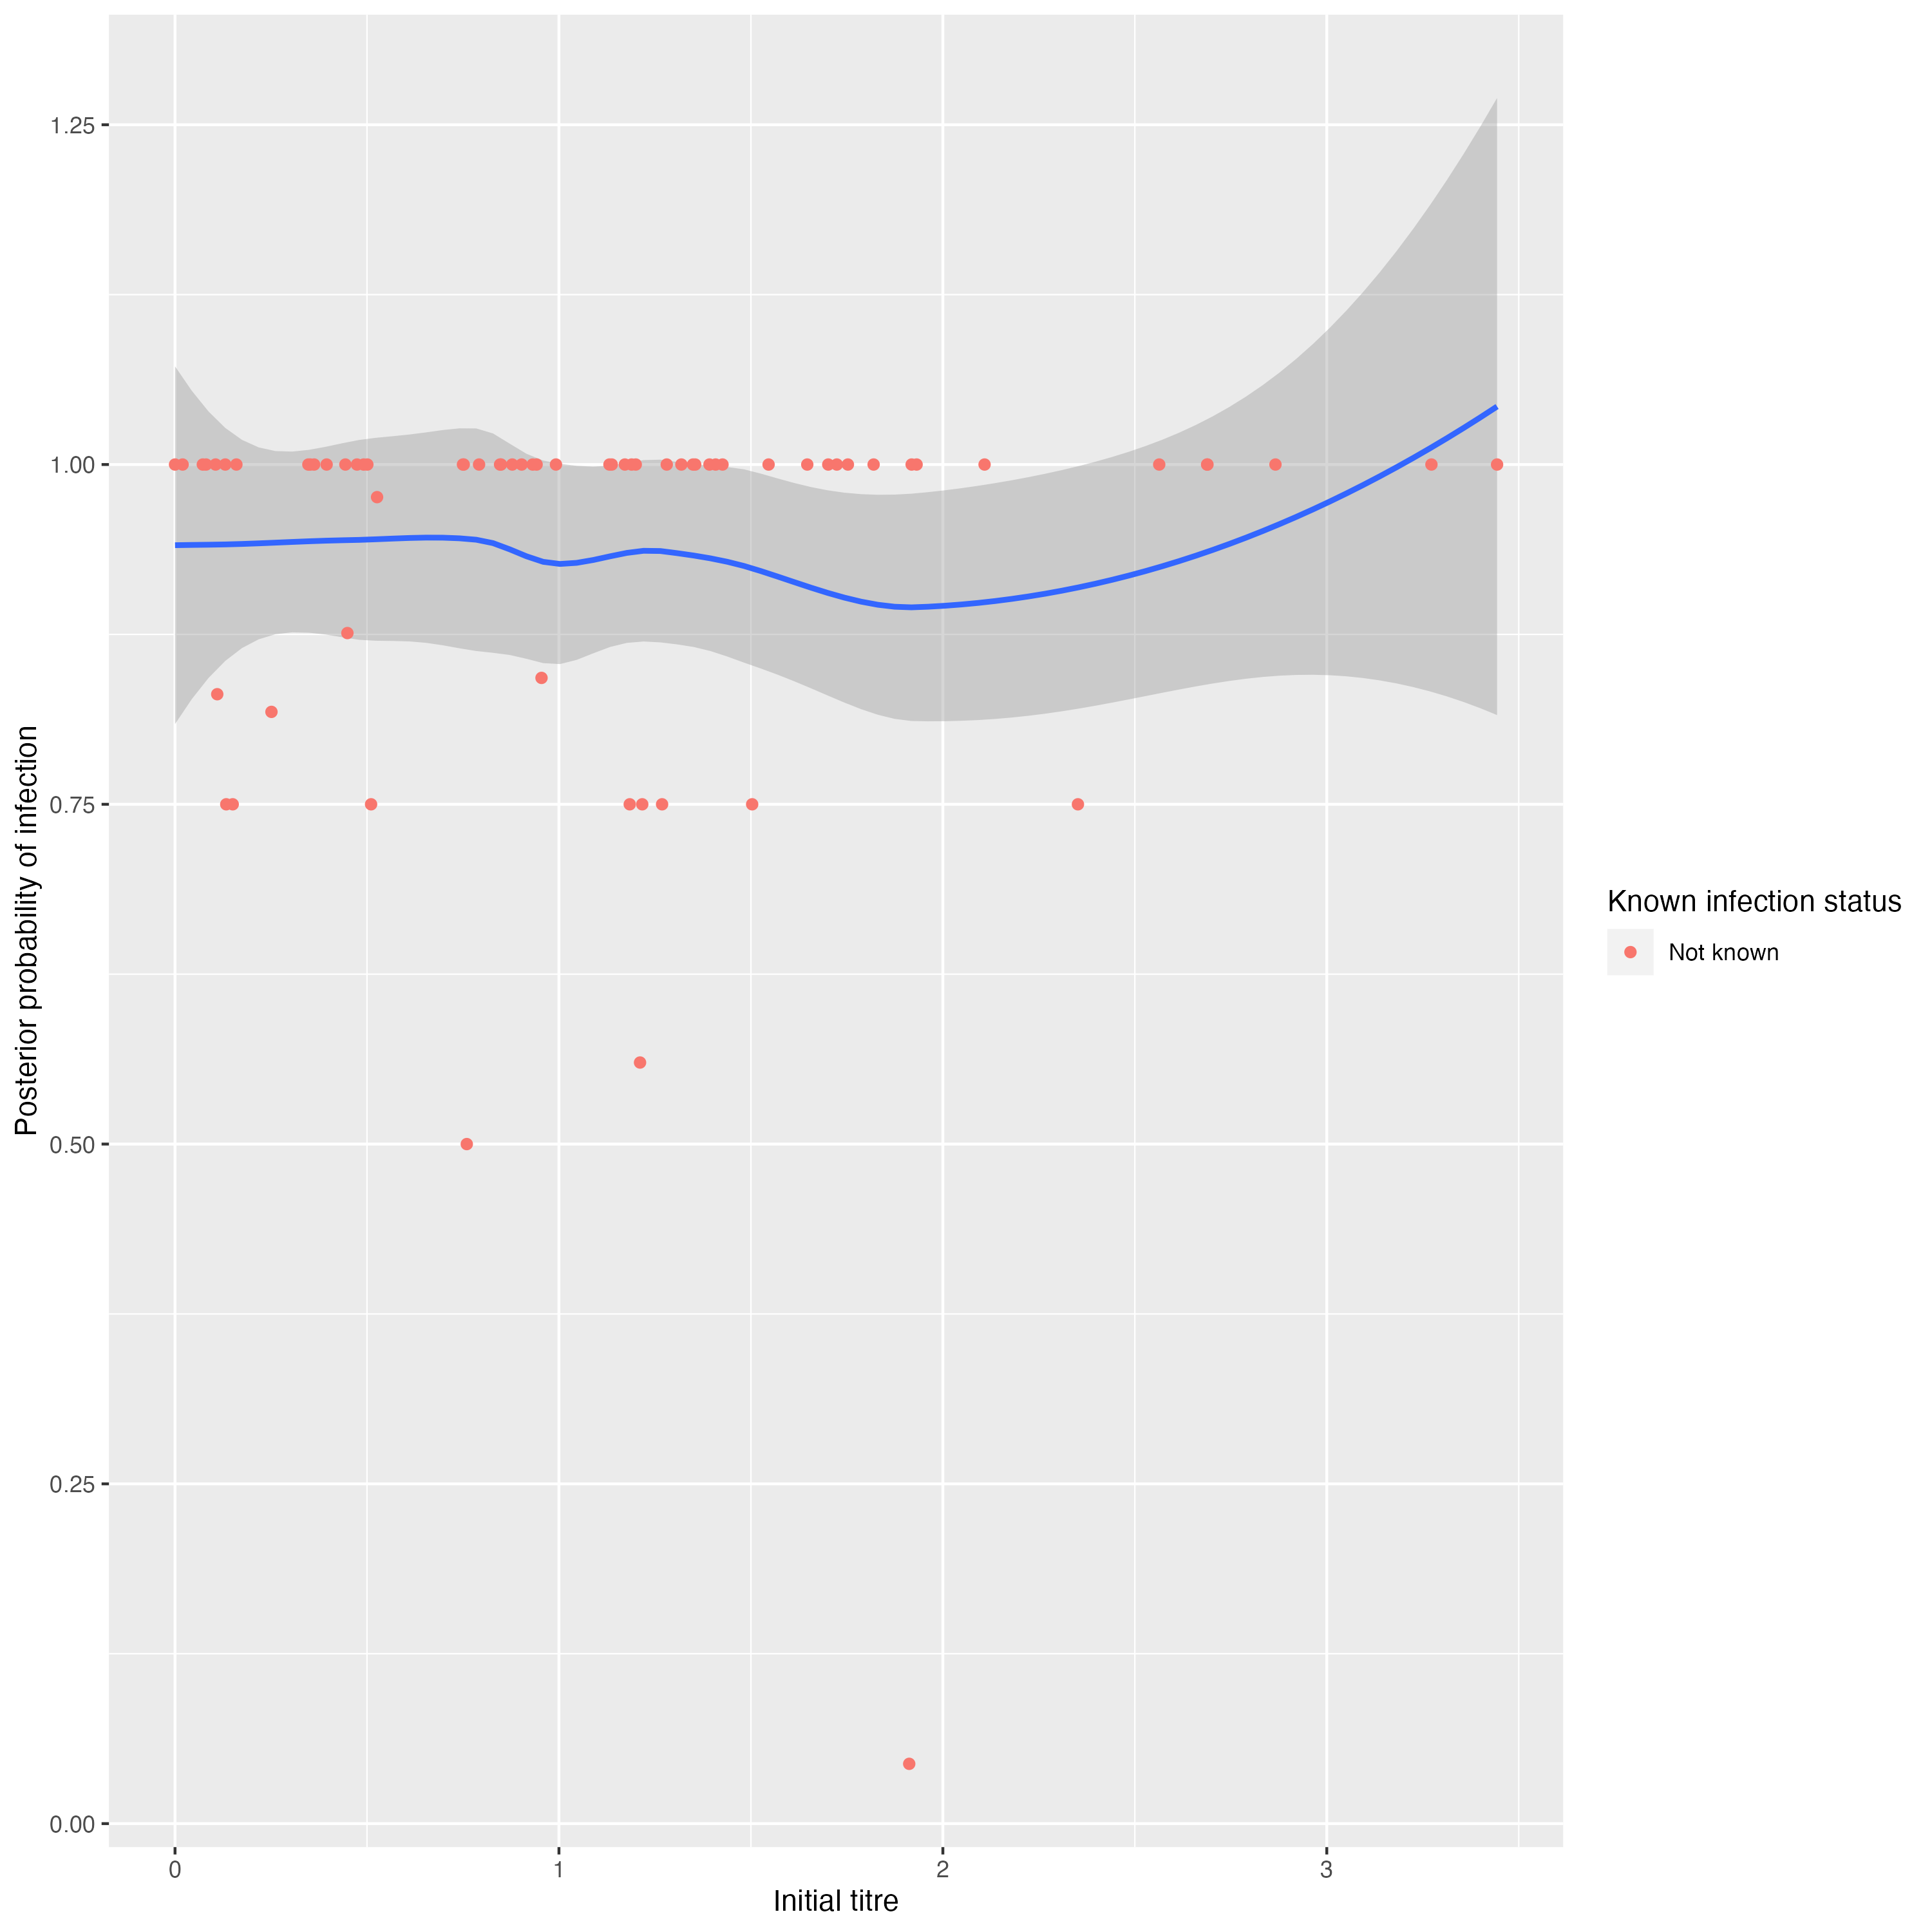 1.25
1.00
0.75
0.50
0.25
0.00
Posterior probability of infection
0
1
2
3
Initial titre
Known infection status
Not known